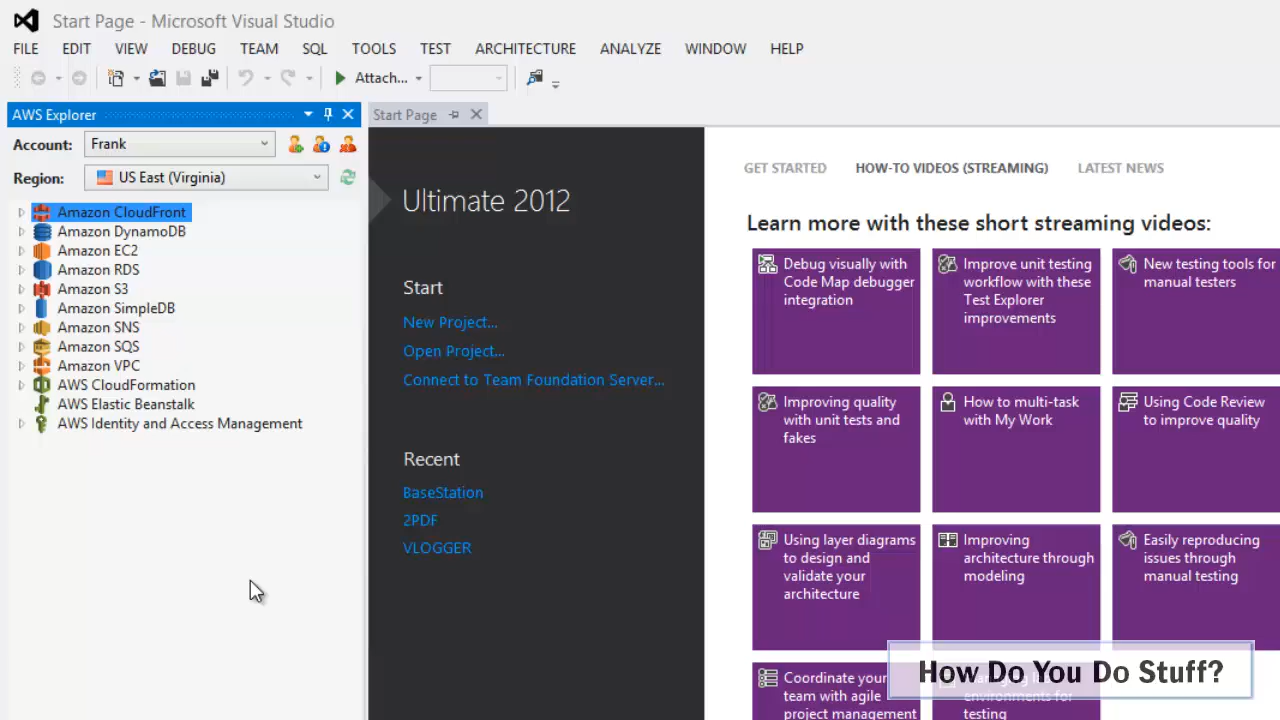 Start Page - Microsoft Visual Studio
FILE EDIT VIEW DEBUG TEAM SQL TOOLS TEST ARCHITECTURE ANALYZE WINDOW HELP
Attach...
AWS Explorer
Start Page
Account: Frank
Region: US East (Virginia)
Amazon CloudFront
Amazon DynamoDB
Amazon EC2
Amazon RDS
Amazon S3
Amazon SimpleDB
Amazon SNS
Amazon SQS
Amazon VPC
AWS CloudFormation
AWS Elastic Beanstalk
AWS Identity and Access Management
Ultimate 2012
Start
New Project...
Open Project...
Connect to Team Foundation Server...
Recent
BaseStation
2PDF
VLOGGER
GET STARTED HOW-TO VIDEOS (STREAMING) LATEST NEWS
Learn more with these short streaming videos:
Debug visually with
Code Map debugger
integration
Improve unit testing
workflow with these
Test Explorer
improvements
New testing tools for
manual testers
Improving quality
with unit tests and
fakes
How to multi-task
with My Work
Using Code Review
to improve quality
Using layer diagrams
to design and
validate your
architecture
Improving
architecture through
modeling
Easily reproducing
issues through
manual testing
Coordinate your
team with agile
project management
environments for
testing
How Do You Do Stuff?